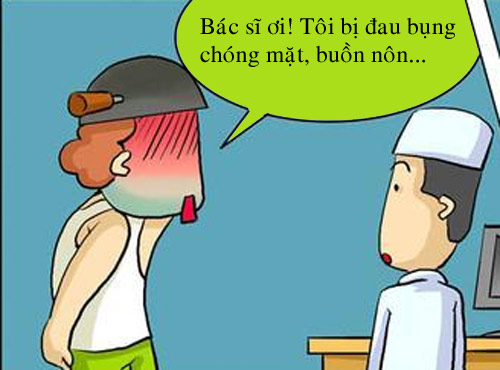 Bác sĩ ơi! Tôi bị đau bụng
chóng mặt, buồn nôn...